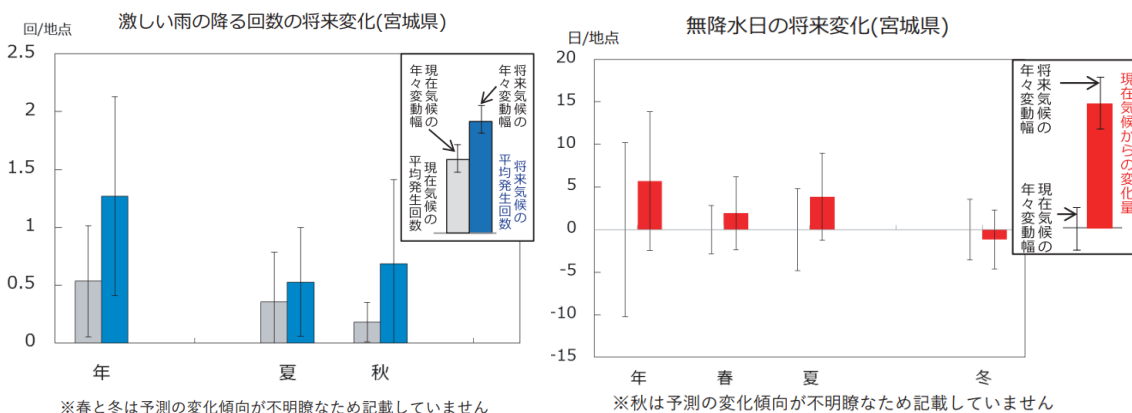 激しい雨の降る回数の将来変化(宮城県)
回/地点
2.5
2
1.5
1
0.5
0
年
夏
秋
現在気候の
年々変動幅
将来気候の
年々変動幅
現在気候の
平均発生回数
将来気候の
平均発生回数
※春と冬は予測の変化傾向が不明瞭なため記載していません
無降水日の将来変化(宮城県)
日/地点
20
15
10
5
0
-5
-10
-15
年
春
夏
冬
将来気候の
年々変動幅
現在気候の
年々変動幅
現在気候からの変化量
※秋は予測の変化傾向が不明瞭なため記載していません